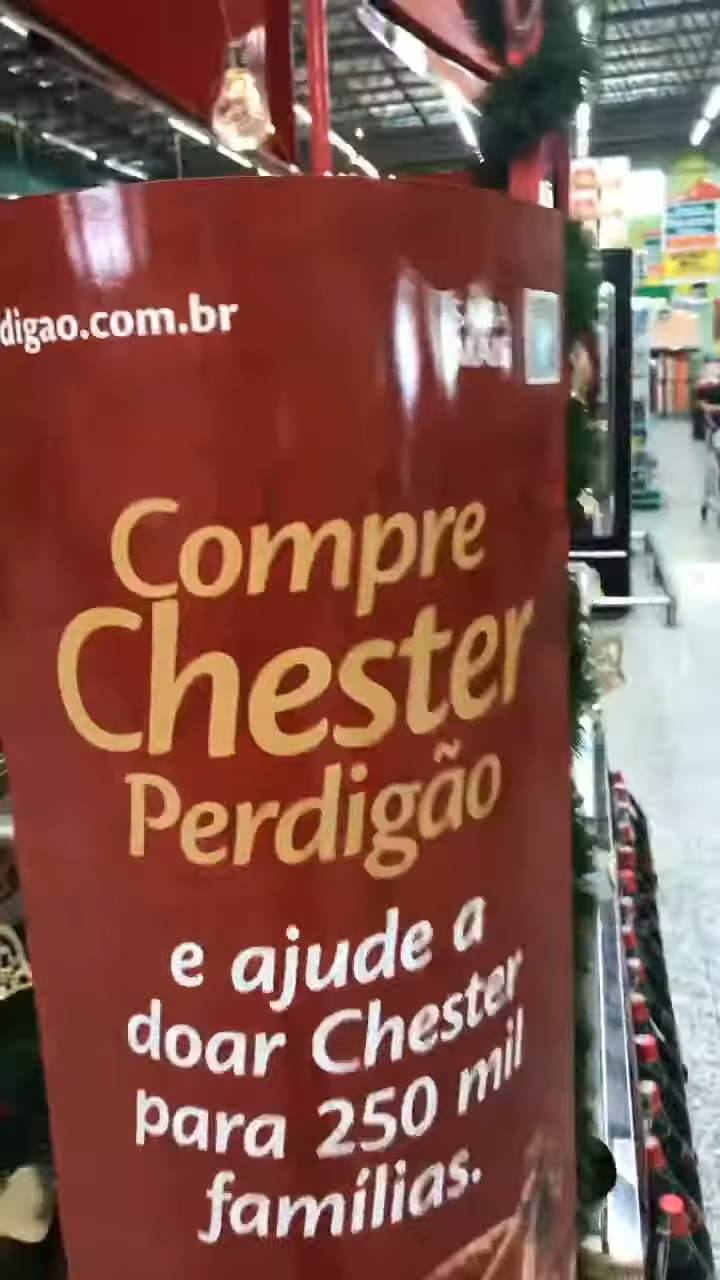 digao.com.br
Compre
Chester
Perdigão
e ajude a
doar Chester
para 250 mil
famílias.